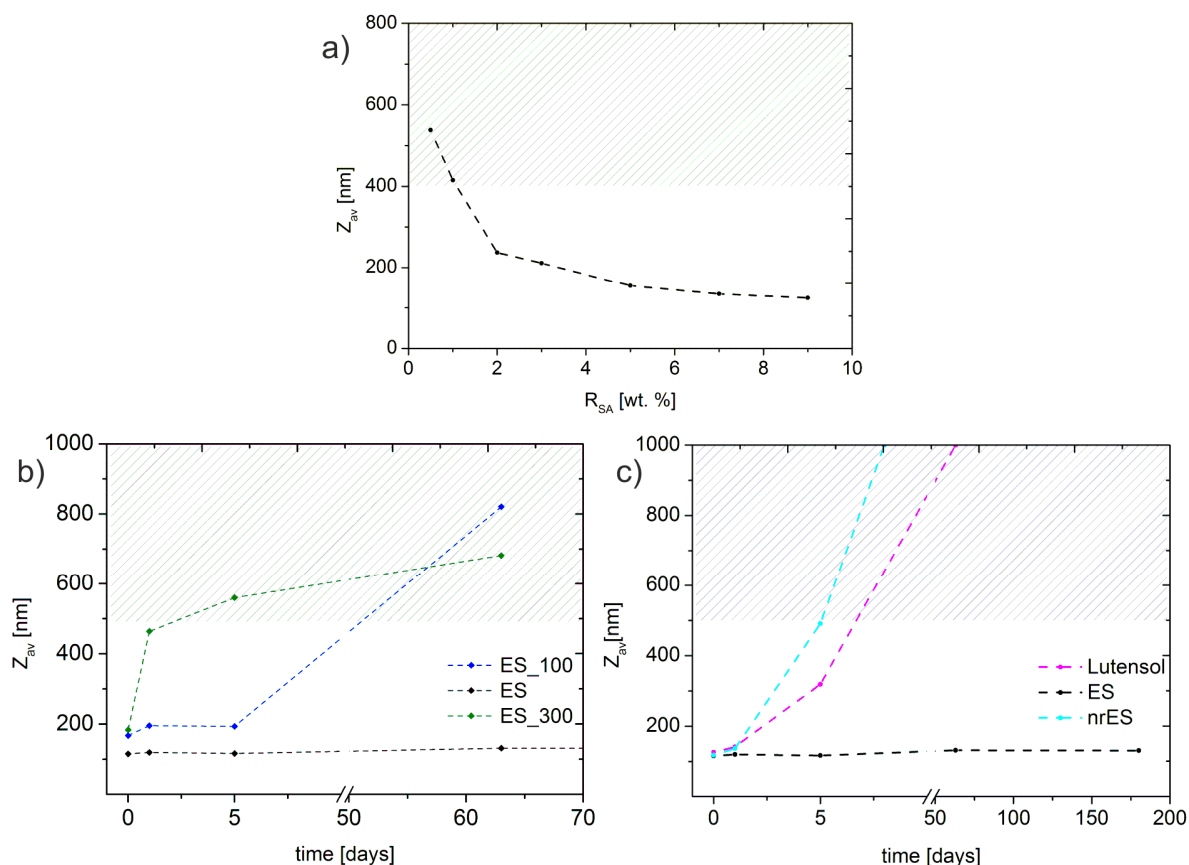 a)
Z_av [nm]
800
600
400
200
0
0 2 4 6 8 10
R_SA [wt. %]
b)
Z_av [nm]
1000
800
600
400
200
ES_100
ES
ES_300
0 5 50 60 70
time [days]
c)
Z_av [nm]
1000
800
600
400
200
Lutensol
ES
nrES
0 5 50 100 150 200
time [days]